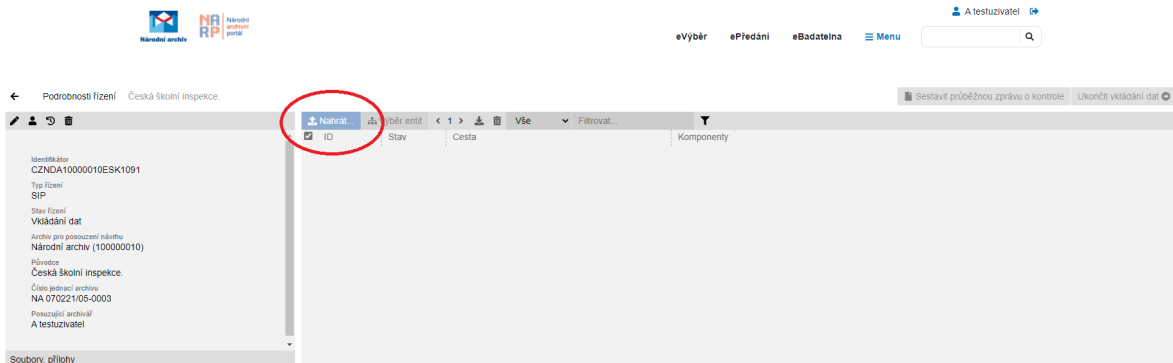 A testuzivatel
Národní archiv
NA
RP
Národní
archivní
portál
eVýběr ePředání eBadatelna Menu
Podrobnosti řízení Česká školní inspekce.
Sestavit průběžnou zprávu o kontrole Ukončit vkládání dat
Nahrát... Výběr entit < 1 > Vše Filtrovat...
ID Stav Cesta Komponenty
Identifikátor
CZNDA10000010ESK1091
Typ řízení
SIP
Stav řízení
Vkládání dat
Archiv pro posouzení návrhu
Národní archiv (100000010)
Původce
Česká školní inspekce.
Číslo jednací archivu
NA 070221/05-0003
Posuzující archivář
A testuzivatel
Soubory, přílohy